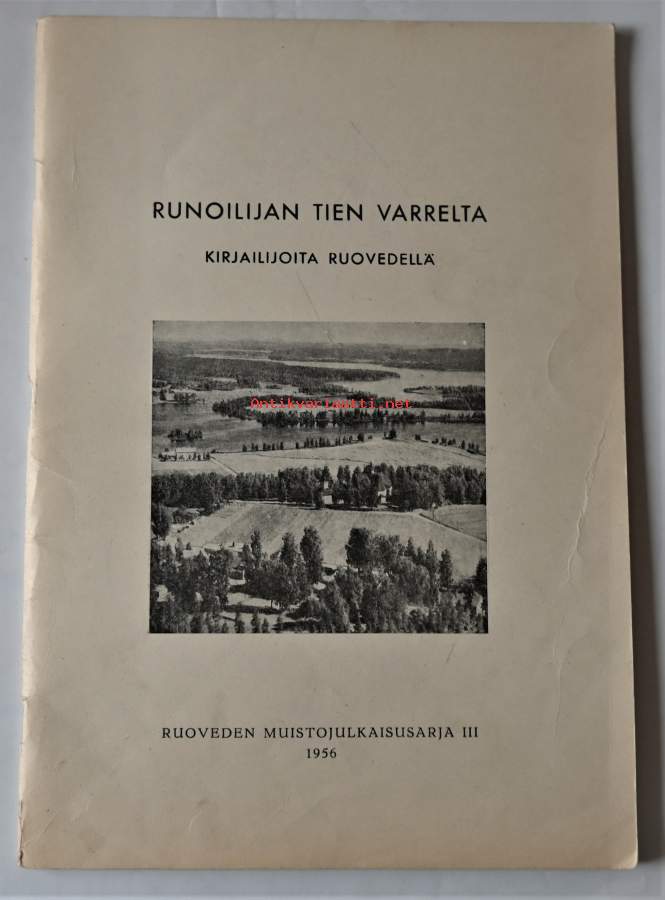 RUNOILIJAN TIEN VARRELTA
KIRJAILIJOITA RUOVEDELLÄ
Antikvariaatti.net
RUOVEDEN MUISTOJULKAISUSARJA III
1956